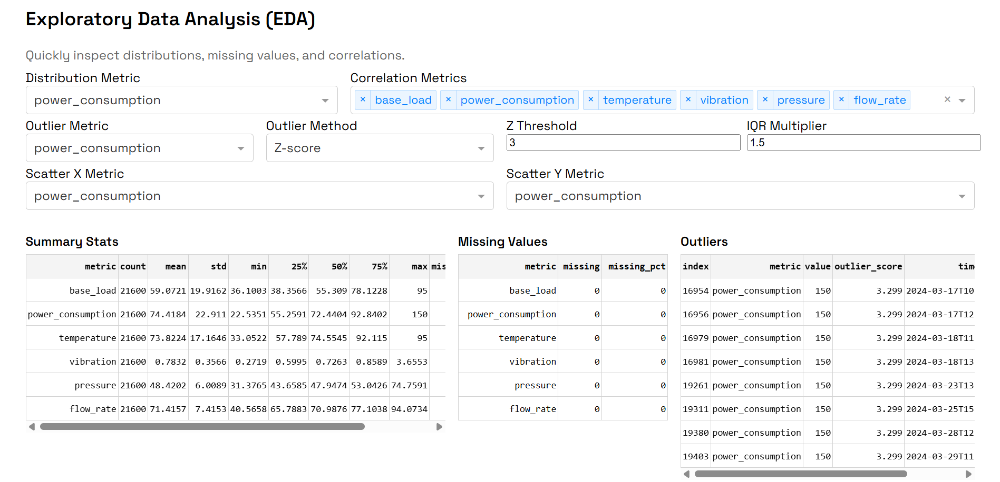 Exploratory Data Analysis (EDA)
Quickly inspect distributions, missing values, and correlations.
Distribution Metric
Correlation Metrics
power_consumption
× base_load × power_consumption × temperature × vibration × pressure × flow_rate ×
Outlier Metric
Outlier Method
Z Threshold
IQR Multiplier
power_consumption
Z-score
3
1.5
Scatter X Metric
Scatter Y Metric
power_consumption
power_consumption
Summary Stats
metric count mean std min 25% 50% 75% max mis
base_load 21600 59.0721 19.9162 36.1003 38.3566 55.309 78.1228 95
power_consumption 21600 74.4184 22.911 22.5351 55.2591 72.4404 92.8402 150
temperature 21600 73.8224 17.1646 33.0522 57.789 74.5545 92.115 95
vibration 21600 0.7832 0.3566 0.2719 0.5995 0.7263 0.8589 3.6553
pressure 21600 48.4202 6.0089 31.3765 43.6585 47.9474 53.0426 74.7591
flow_rate 21600 71.4157 7.4153 40.5658 65.7883 70.9876 77.1038 94.0734
Missing Values
metric missing missing_pct
base_load 0 0
power_consumption 0 0
temperature 0 0
vibration 0 0
pressure 0 0
flow_rate 0 0
Outliers
index metric value outlier_score tim
16954 power_consumption 150 3.299 2024-03-17T10
16956 power_consumption 150 3.299 2024-03-17T12
16979 power_consumption 150 3.299 2024-03-18T11
16981 power_consumption 150 3.299 2024-03-18T13
19261 power_consumption 150 3.299 2024-03-23T13
19311 power_consumption 150 3.299 2024-03-25T15
19380 power_consumption 150 3.299 2024-03-28T12
19403 power_consumption 150 3.299 2024-03-29T11